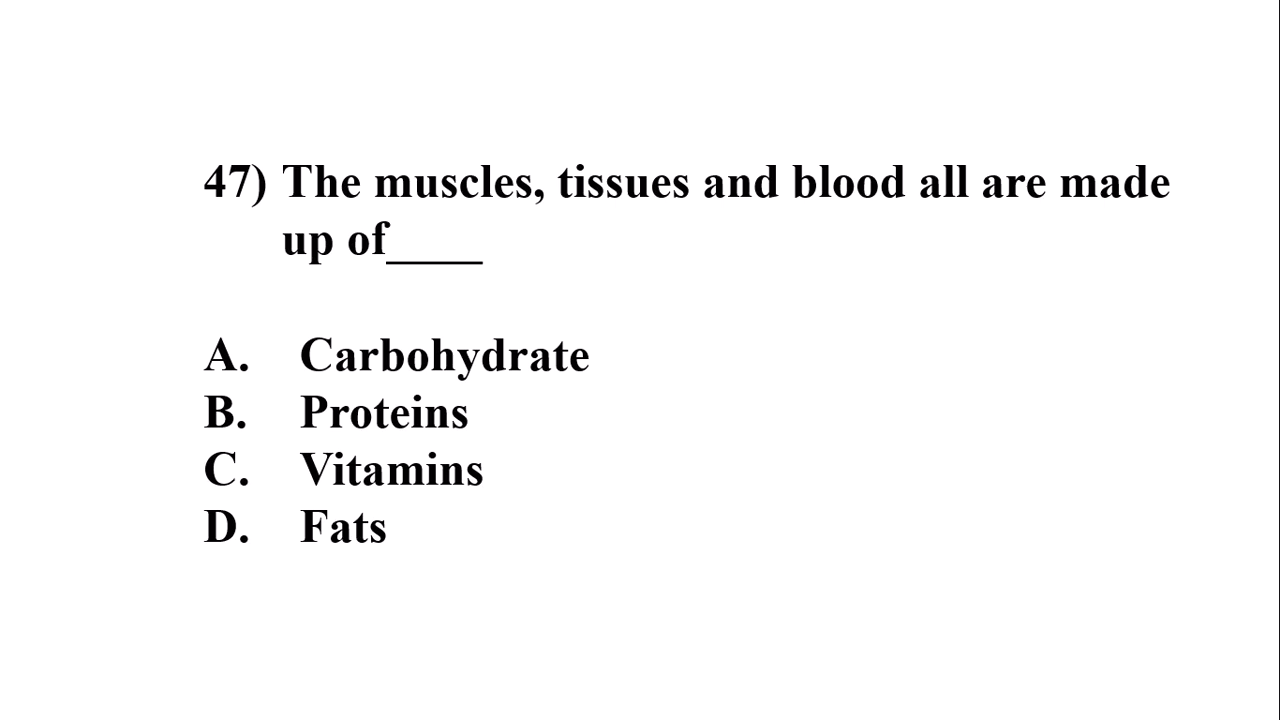 47) The muscles, tissues and blood all are made
up of____
A. Carbohydrate
B. Proteins
C. Vitamins
D. Fats